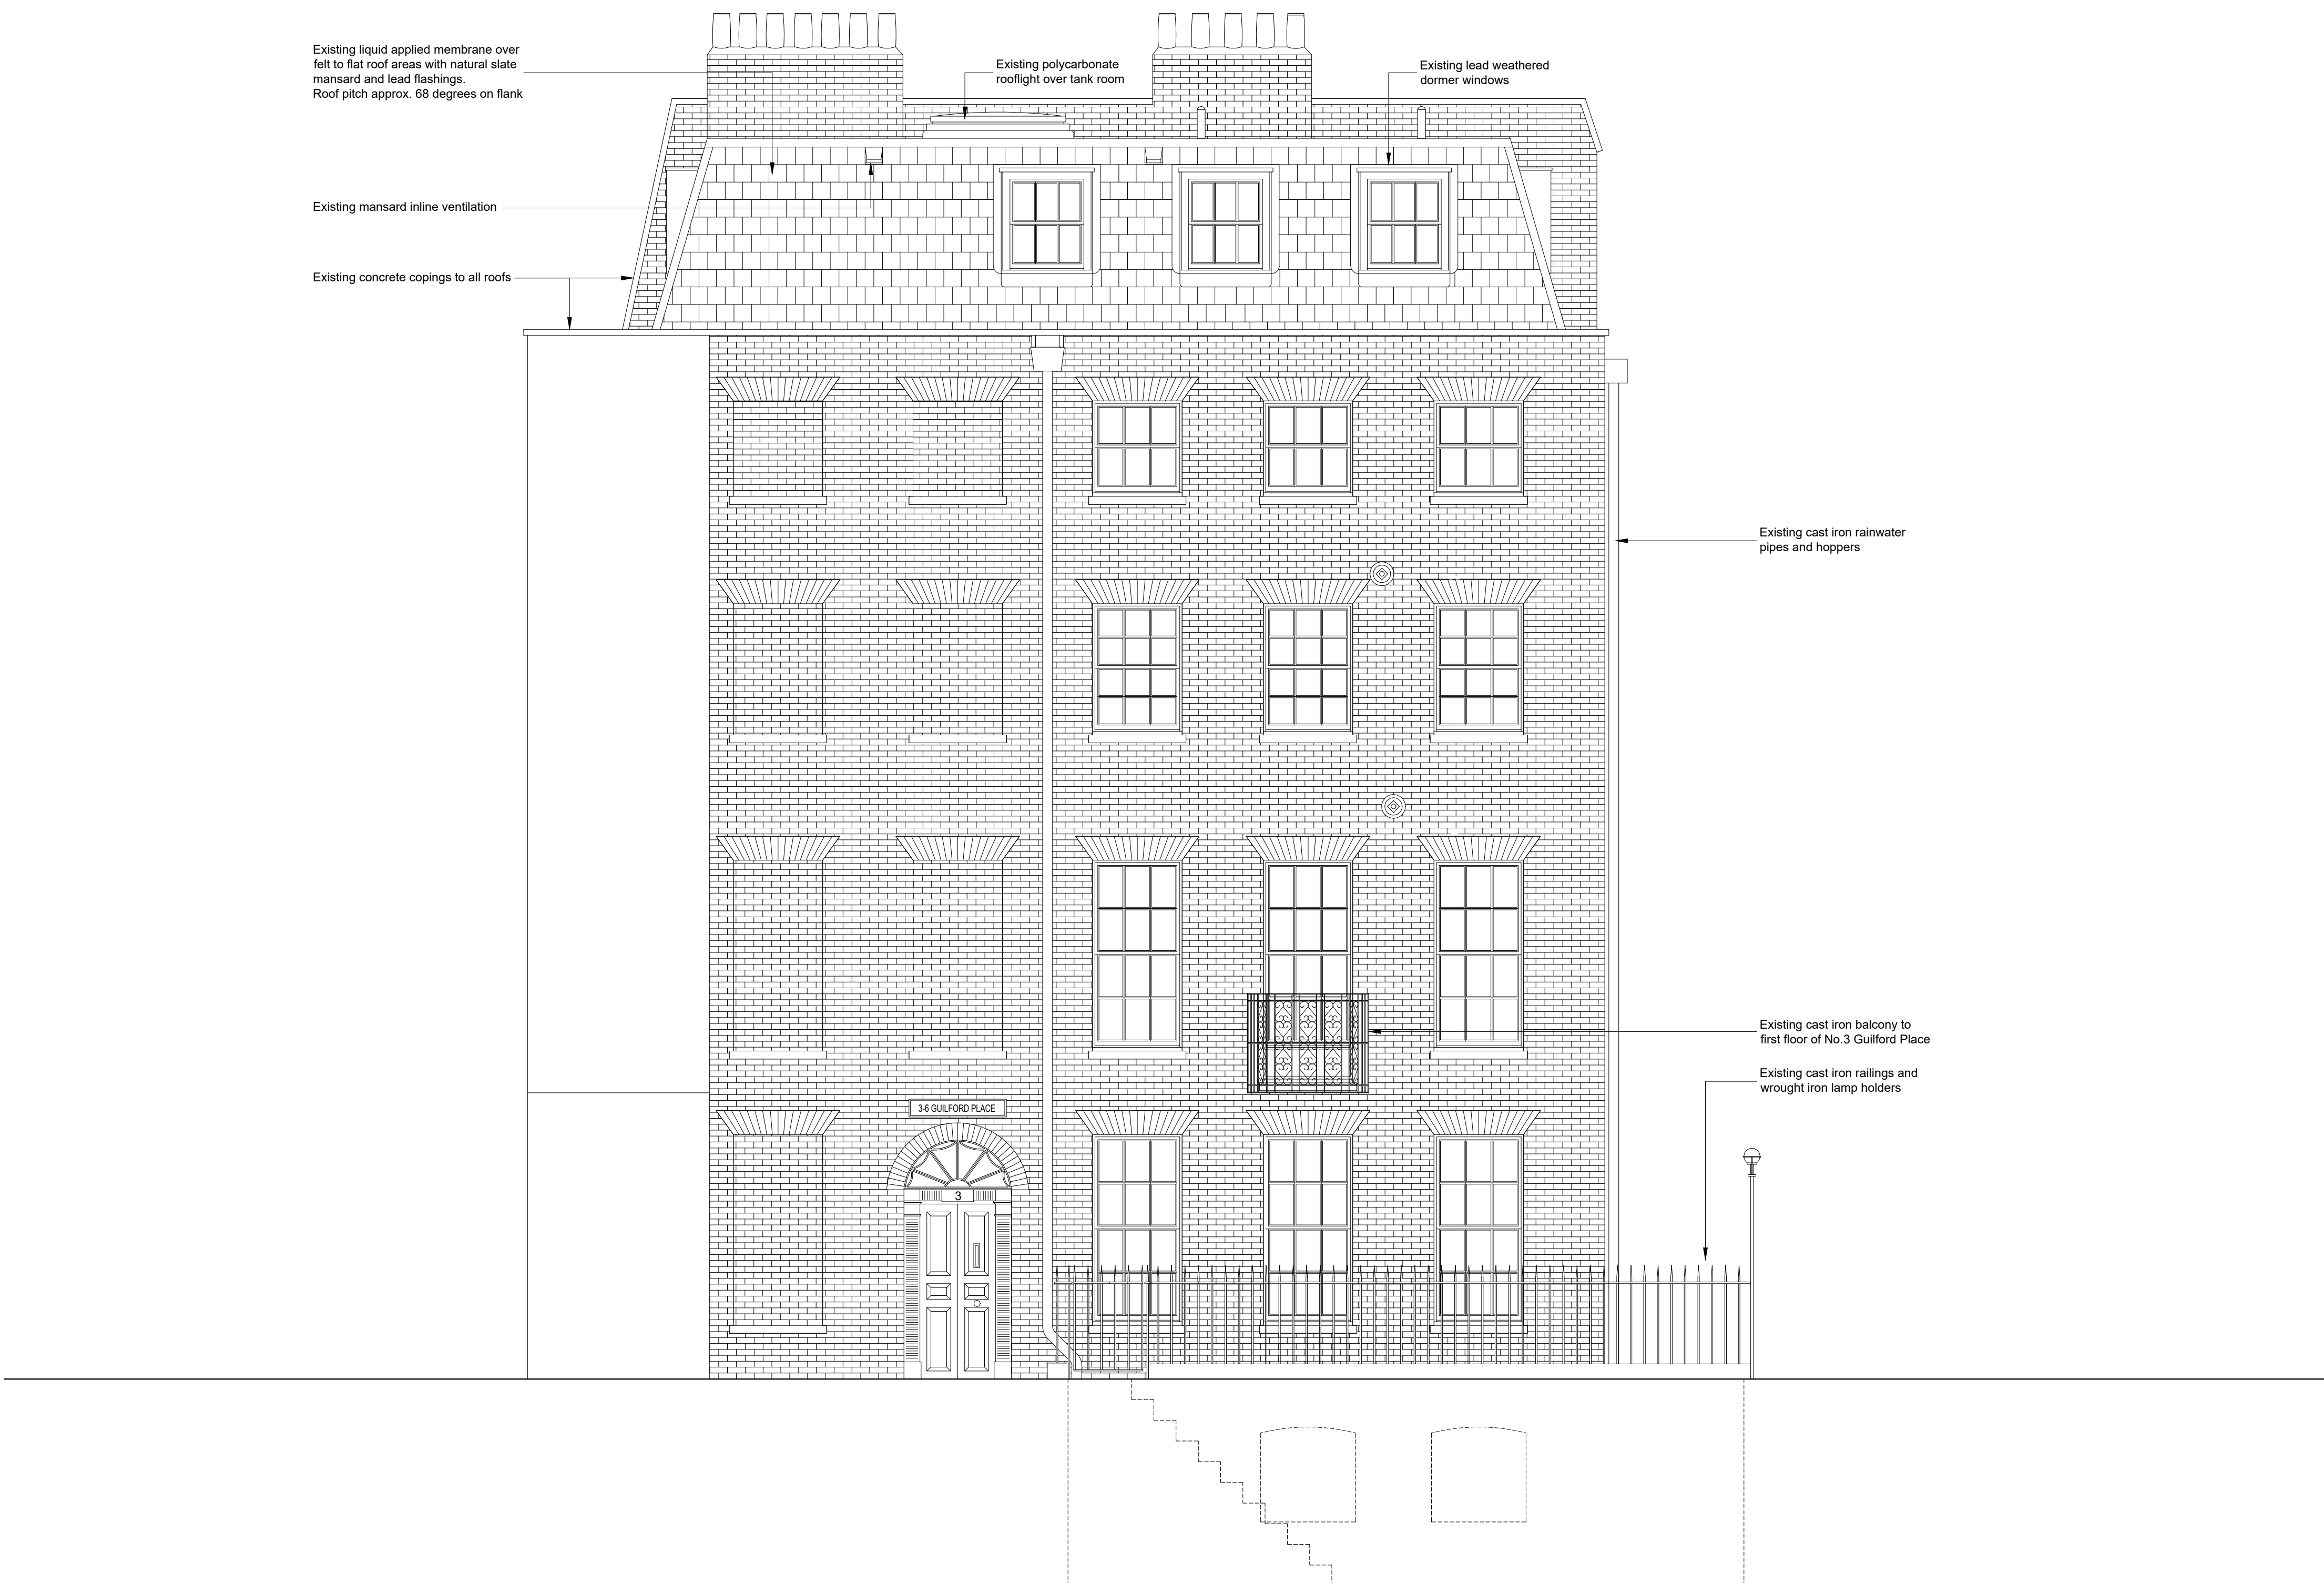 Existing liquid applied membrane over
felt to flat roof areas with natural slate
mansard and lead flashings.
Roof pitch approx. 68 degrees on flank
Existing polycarbonate
rooflight over tank room
Existing lead weathered
dormer windows
Existing mansard inline ventilation
Existing concrete copings to all roofs
Existing cast iron rainwater
pipes and hoppers
Existing cast iron balcony to
first floor of No.3 Guilford Place
Existing cast iron railings and
wrought iron lamp holders
3-6 GUILFORD PLACE
3